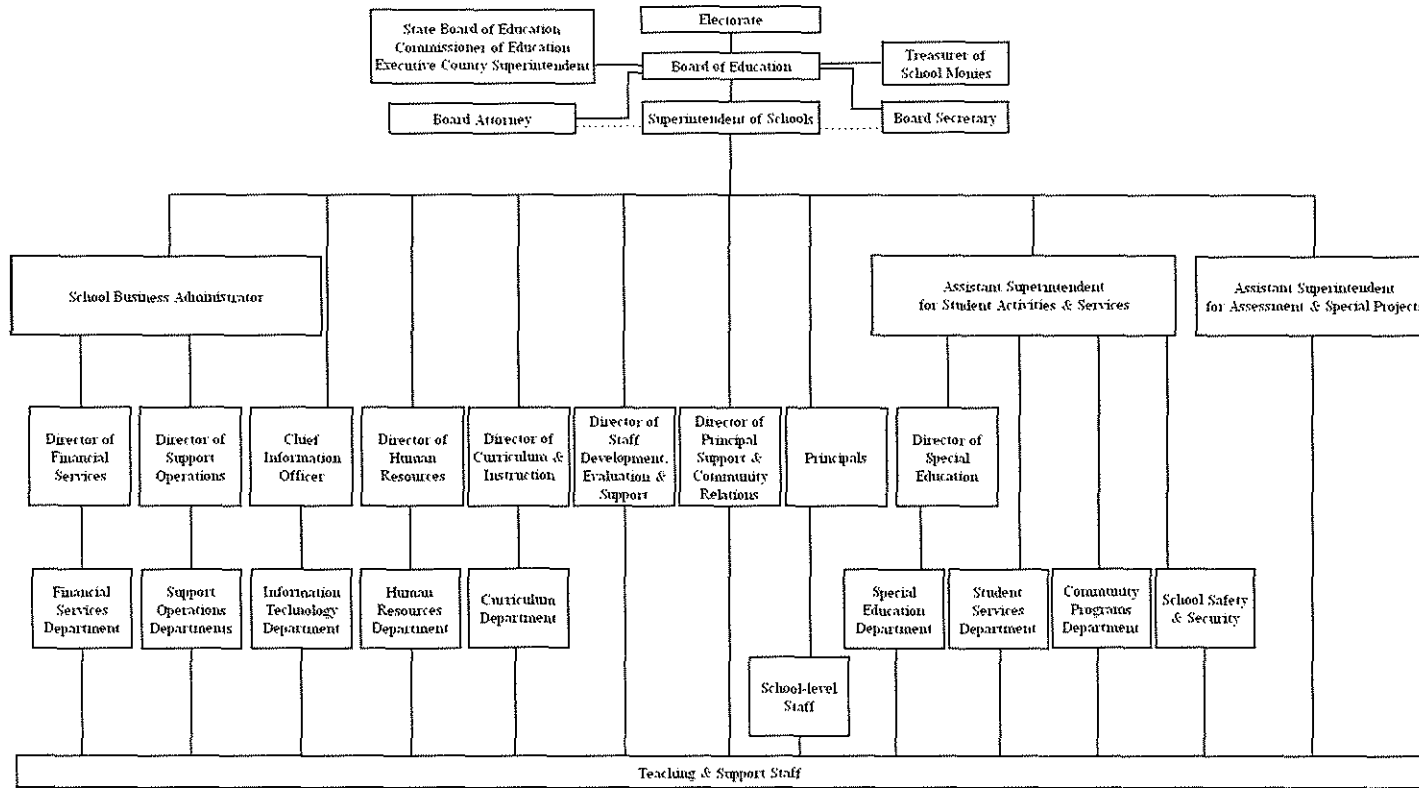 Electorate
State Board of Education
Commissioner of Education
Executive County Superintendent
Board of Education
Treasurer of
School Monies
Board Attorney
Superintendent of Schools
Board Secretary
School Business Administrator
Assistant Superintendent
for Student Activities & Services
Assistant Superintendent
for Assessment & Special Projects
Director of
Financial
Services
Director of
Support
Operations
Chief
Information
Officer
Director of
Human
Resources
Director of
Curriculum &
Instruction
Director of
Staff
Development,
Evaluation &
Support
Director of
Principal
Support &
Community
Relations
Principals
Director of
Special
Education
Financial
Services
Department
Support
Operations
Departments
Information
Technology
Department
Human
Resources
Department
Curriculum
Department
Special
Education
Department
Student
Services
Department
Community
Programs
Department
School Safety
& Security
School-level
Staff
Teaching & Support Staff